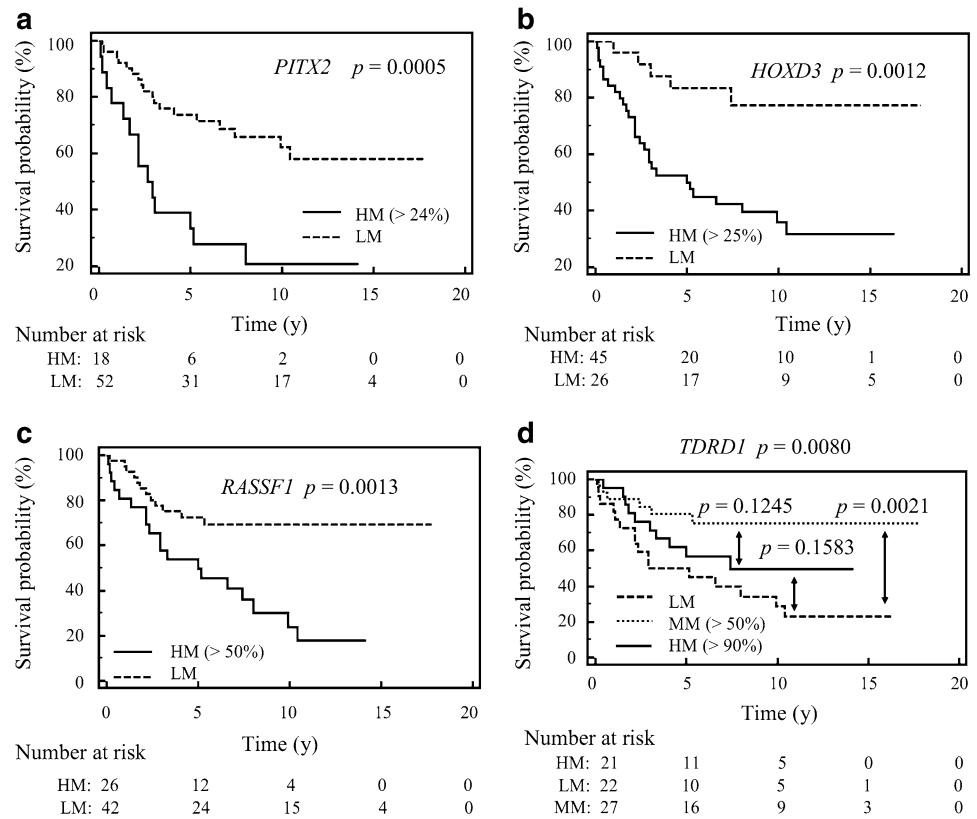 a
Survival probability (%)
100
80
60
40
20
PITX2 p = 0.0005
HM (> 24%)
LM
0 5 10 15 20
Time (y)
Number at risk
HM: 18 6 2 0 0
LM: 52 31 17 4 0
b
Survival probability (%)
100
80
60
40
20
HOXD3 p = 0.0012
HM (> 25%)
LM
0 5 10 15 20
Time (y)
Number at risk
HM: 45 20 10 1 0
LM: 26 17 9 5 0
c
Survival probability (%)
100
80
60
40
20
0
RASSF1 p = 0.0013
HM (> 50%)
LM
0 5 10 15 20
Time (y)
Number at risk
HM: 26 12 4 0 0
LM: 42 24 15 4 0
d
TDRD1 p = 0.0080
Survival probability (%)
100
80
60
40
20
0
p = 0.1245 p = 0.0021
p = 0.1583
LM
MM (> 50%)
HM (> 90%)
0 5 10 15 20
Time (y)
Number at risk
HM: 21 11 5 0 0
LM: 22 10 5 1 0
MM: 27 16 9 3 0